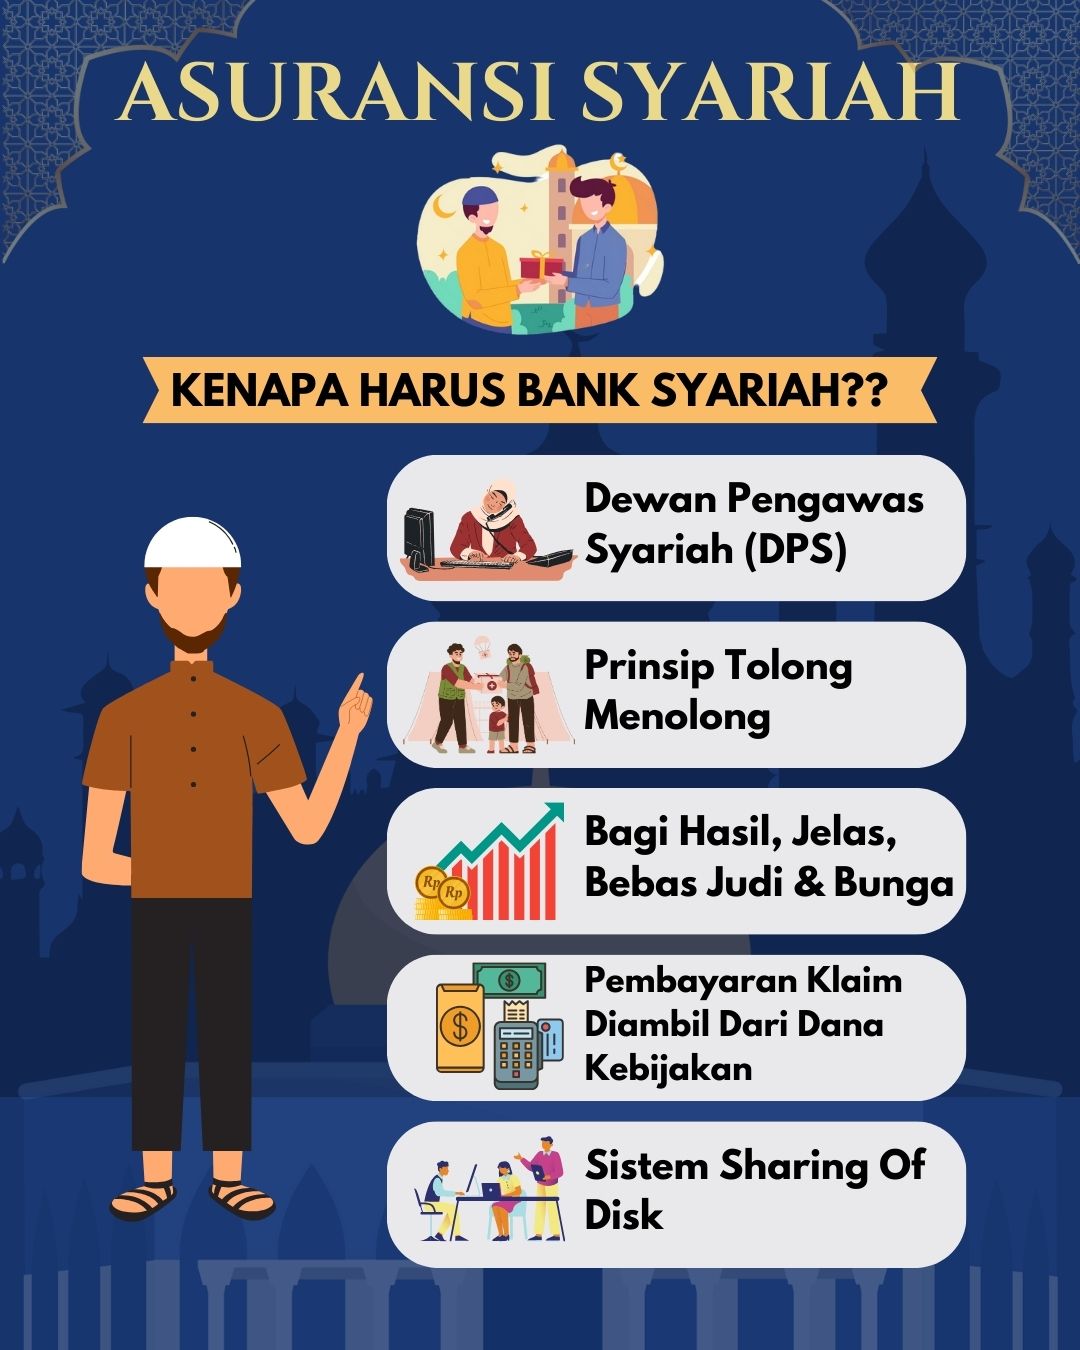 ASURANSI SYARIAH
KENAPA HARUS BANK SYARIAH??
Dewan Pengawas
Syariah (DPS)
Prinsip Tolong
Menolong
Bagi Hasil, Jelas,
Bebas Judi & Bunga
Rp
Rp
Pembayaran Klaim
Diambil Dari Dana
Kebijakan
$
$
Sistem Sharing Of
Disk